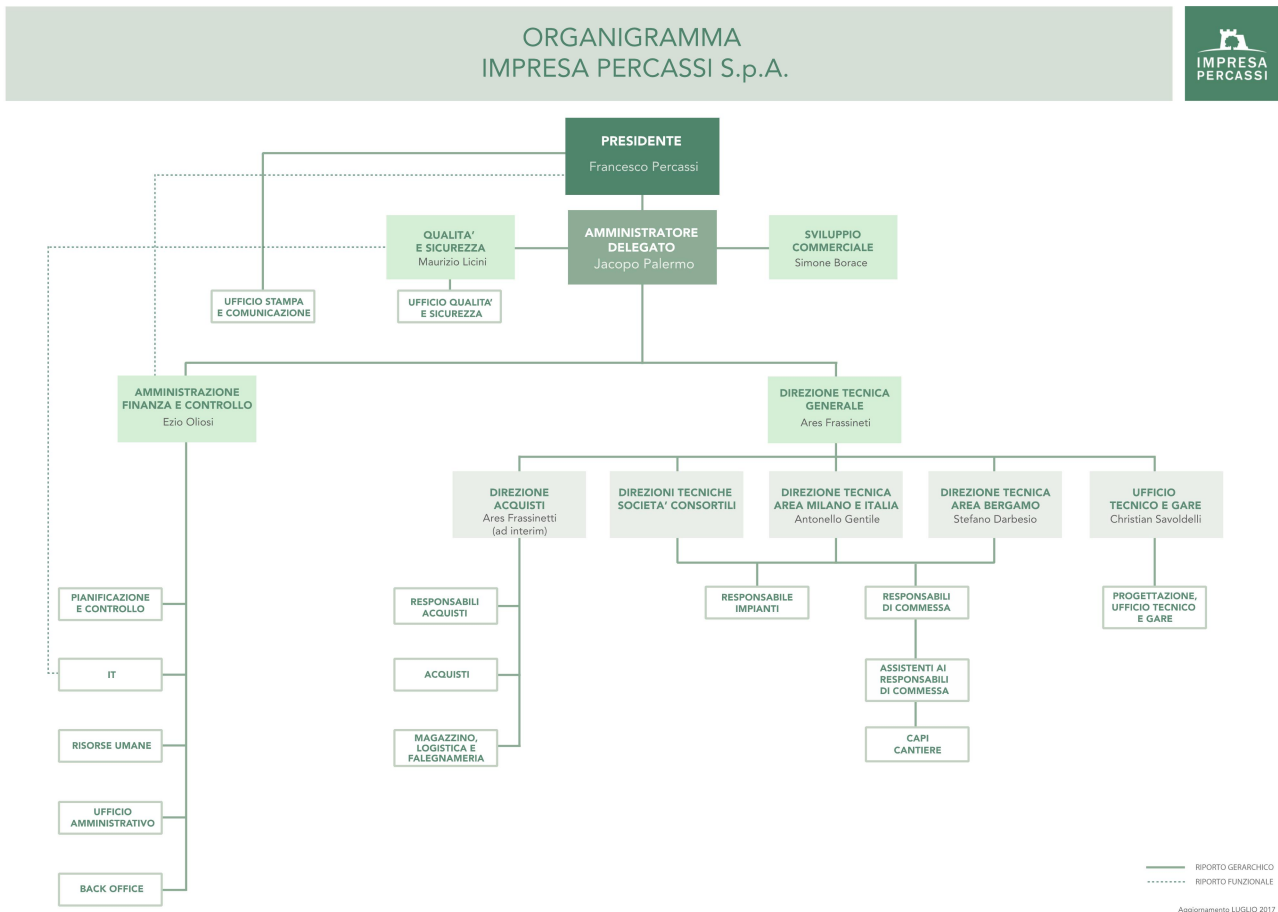 ORGANIGRAMMA
IMPRESA PERCASSI S.p.A.
IMPRESA
PERCASSI
PRESIDENTE
Francesco Percassi
QUALITA'
E SICUREZZA
Maurizio Licini
AMMINISTRATORE
DELEGATO
Jacopo Palermo
SVILUPPO
COMMERCIALE
Simone Borace
UFFICIO STAMPA
E COMUNICAZIONE
UFFICIO QUALITA'
E SICUREZZA
AMMINISTRAZIONE
FINANZA E CONTROLLO
Ezio Oliosi
DIREZIONE TECNICA
GENERALE
Ares Frassineti
DIREZIONE
ACQUISTI
Ares Frassinetti
(ad interim)
DIREZIONI TECNICHE
SOCIETA' CONSORTILI
DIREZIONE TECNICA
AREA MILANO E ITALIA
Antonello Gentile
DIREZIONE TECNICA
AREA BERGAMO
Stefano Darbesio
UFFICIO
TECNICO E GARE
Christian Savoldelli
PIANIFICAZIONE
E CONTROLLO
RESPONSABILI
ACQUISTI
RESPONSABILE
IMPIANTI
RESPONSABILI
DI COMMESSA
PROGETTAZIONE,
UFFICIO TECNICO
E GARE
IT
ACQUISTI
ASSISTENTI AI
RESPONSABILI
DI COMMESSA
RISORSE UMANE
MAGAZZINO,
LOGISTICA E
FALEGNAMERIA
CAPI
CANTIERE
UFFICIO
AMMINISTRATIVO
BACK OFFICE
RIPORTO GERARCHICO
RIPORTO FUNZIONALE
Aggiornamento LUGLIO 2017